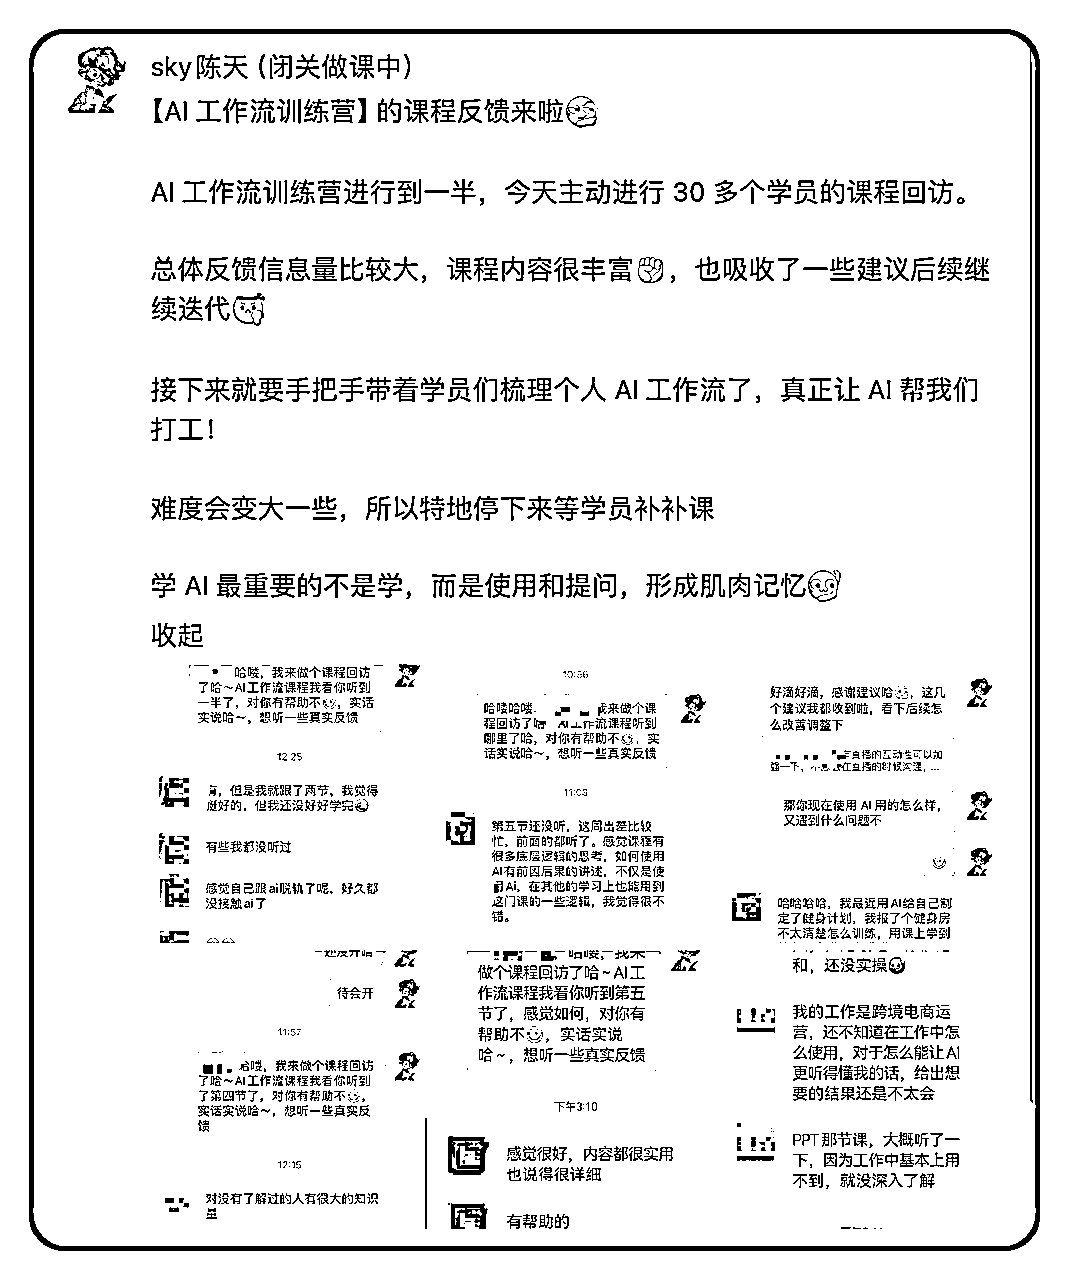 sky陈天（闭关做课中）
【AI 工作流训练营】的课程反馈来啦
AI 工作流训练营进行到一半，今天主动进行 30 多个学员的课程回访。
总体反馈信息量比较大，课程内容很丰富，也吸收了一些建议后续继
续迭代
接下来就要手把手带着学员们梳理个人 AI 工作流了，真正让 AI 帮我们
打工！
难度会变大一些，所以特地停下来等学员补补课
学 AI 最重要的不是学，而是使用和提问，形成肌肉记忆
收起
哈喽，我来做个课程回访
了哈～AI工作流课程我看你听到
一半了，对你有帮助不，实话
实说哈～，想听一些真实反馈
12:25
，但是我就跟了两节，我觉得
挺好的，但我还没好好学完
有些我都没听过
感觉自己跟ai脱轨了呢，好久都
没接触ai了
10:56
哈喽哈喽，我来做个课
程回访了哈 AI工作流课程听到
哪里了哈，对你有帮助不，实
话实说哈～，想听一些真实反馈
11:03
第五节还没听，这周出差比较
忙，前面的都听了。感觉课程有
很多底层逻辑的思考，如何使用
AI有前因后果的讲述，不仅是使
用Ai，在其他的学习上也能用到
这门课的一些逻辑，我觉得很不
错。
好滴好滴，感谢建议哈，这几
个建议我都收到啦，看下后续怎
么改善调整下
直播的互动性可以加
强一下，在直播的时候实践，...
那你现在使用 AI 用的怎么样，
又遇到什么问题不
哈哈哈哈，我最近用AI给自己制
定了健身计划，我报了个健身房
不太清楚怎么训练，用课上学到
还没开哈
待会开
11:57
哈喽，我来做个课程回访
了哈～AI工作流课程我看你听到
了第四节了，对你有帮助不，
实话实说哈～，想听一些真实反
馈
12:15
对没有了解过的人有很大的知识
量
哈喽，我来
做个课程回访了哈～AI工
作流课程我看你听到第五
节了，感觉如何，对你有
帮助不，实话实说
哈～，想听一些真实反馈
下午3:10
感觉很好，内容都很实用
也说得很详细
有帮助的
和，还没实操
我的工作是跨境电商运
营，还不知道在工作中怎
么使用，对于怎么能让AI
更听得懂我的话，给出想
要的结果还是不太会
PPT那节课，大概听了一
下，因为工作中基本上用
不到，就没深入了解